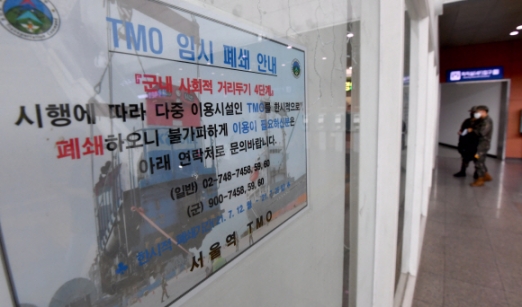 TMO 임시 폐쇄 안내
『군내 사회적 거리두기 4단계』
시행에 따라 다중 이용시설인 TMO를 한시적으로
폐쇄하오니 불가피하게 이용이 필요하신분은
아래 연락처로 문의바랍니다.
(일반) 02-748-7458, 59, 60
(군) 900-7458, 59, 60
7. 12. 월
서울역 TMO